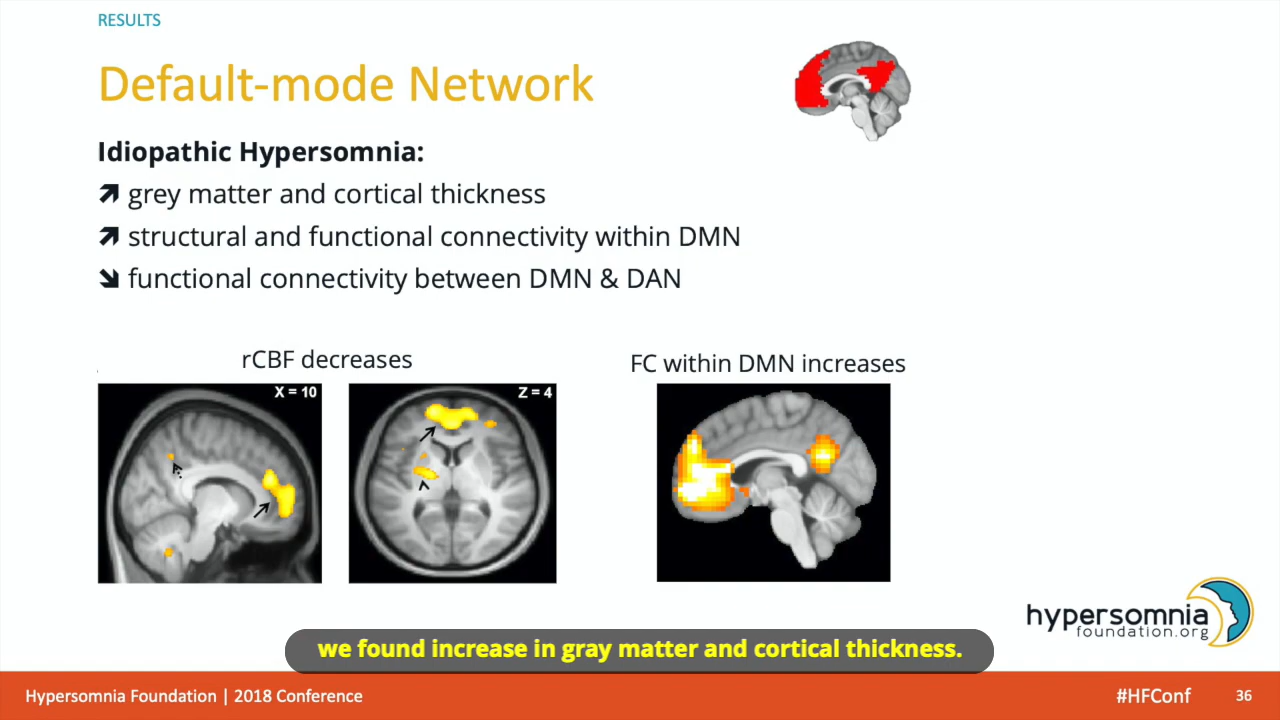 RESULTS
Default-mode Network
Idiopathic Hypersomnia:
↗ grey matter and cortical thickness
↗ structural and functional connectivity within DMN
↘ functional connectivity between DMN & DAN
rCBF decreases
FC within DMN increases
X = 10
Z = 4
hypersomnia
foundation.org
we found increase in gray matter and cortical thickness.
Hypersomnia Foundation | 2018 Conference
#HFConf
36